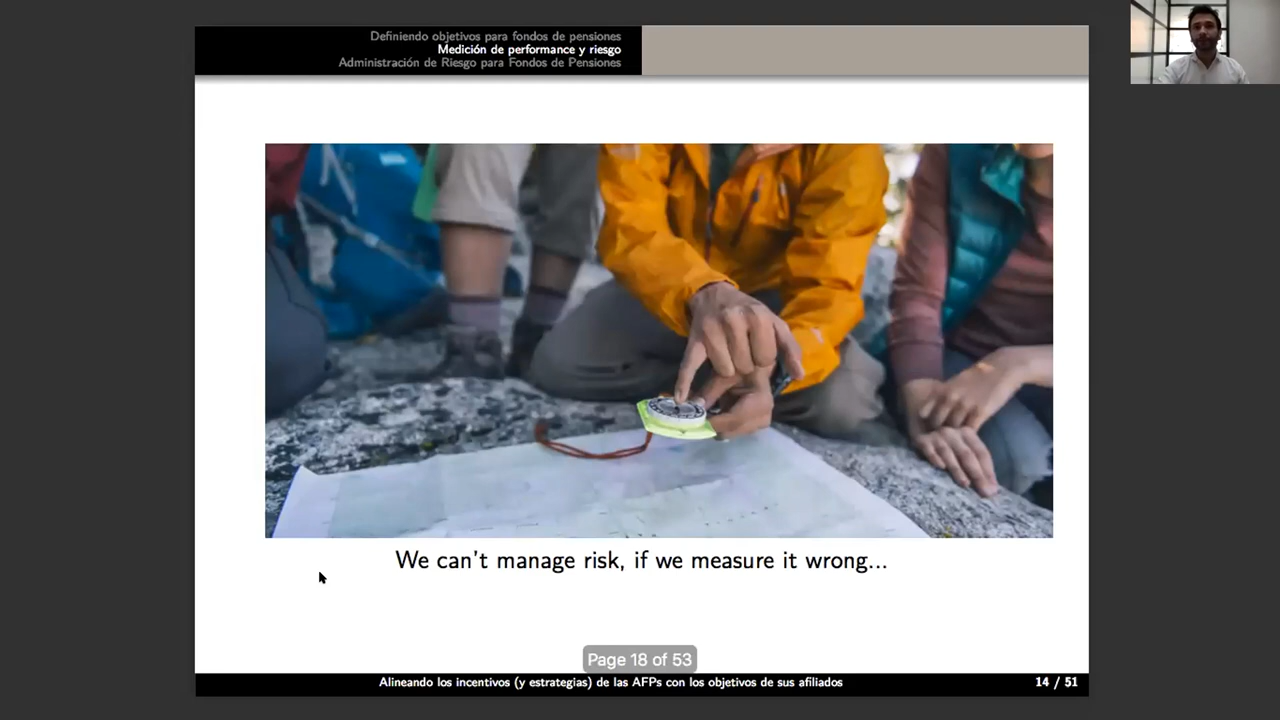 Definiendo objetivos para fondos de pensiones
Medición de performance y riesgo
Administración de Riesgo para Fondos de Pensiones
We can't manage risk, if we measure it wrong...
Page 18 of 53
Alineando los incentivos (y estrategias) de las AFPs con los objetivos de sus afiliados
14 / 51